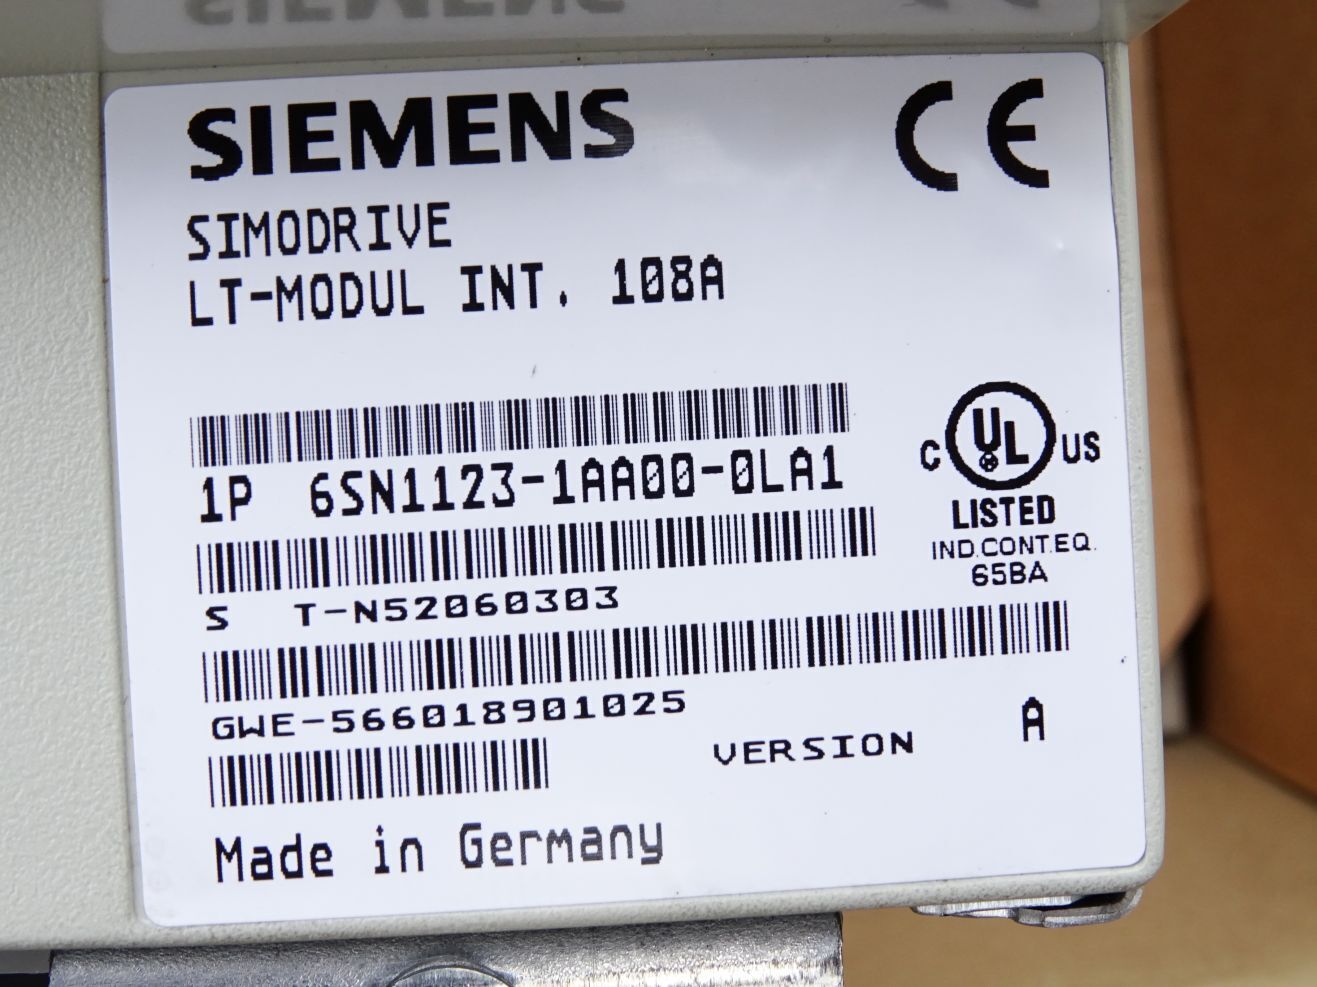 SIEMENS
CE
SIMODRIVE
LT-MODUL INT. 108A
1P 6SN1123-1AA00-0LA1
C UL US
LISTED
IND.CONT.EQ.
65BA
S T-N52060303
GWE-566018901025
VERSION A
Made in Germany